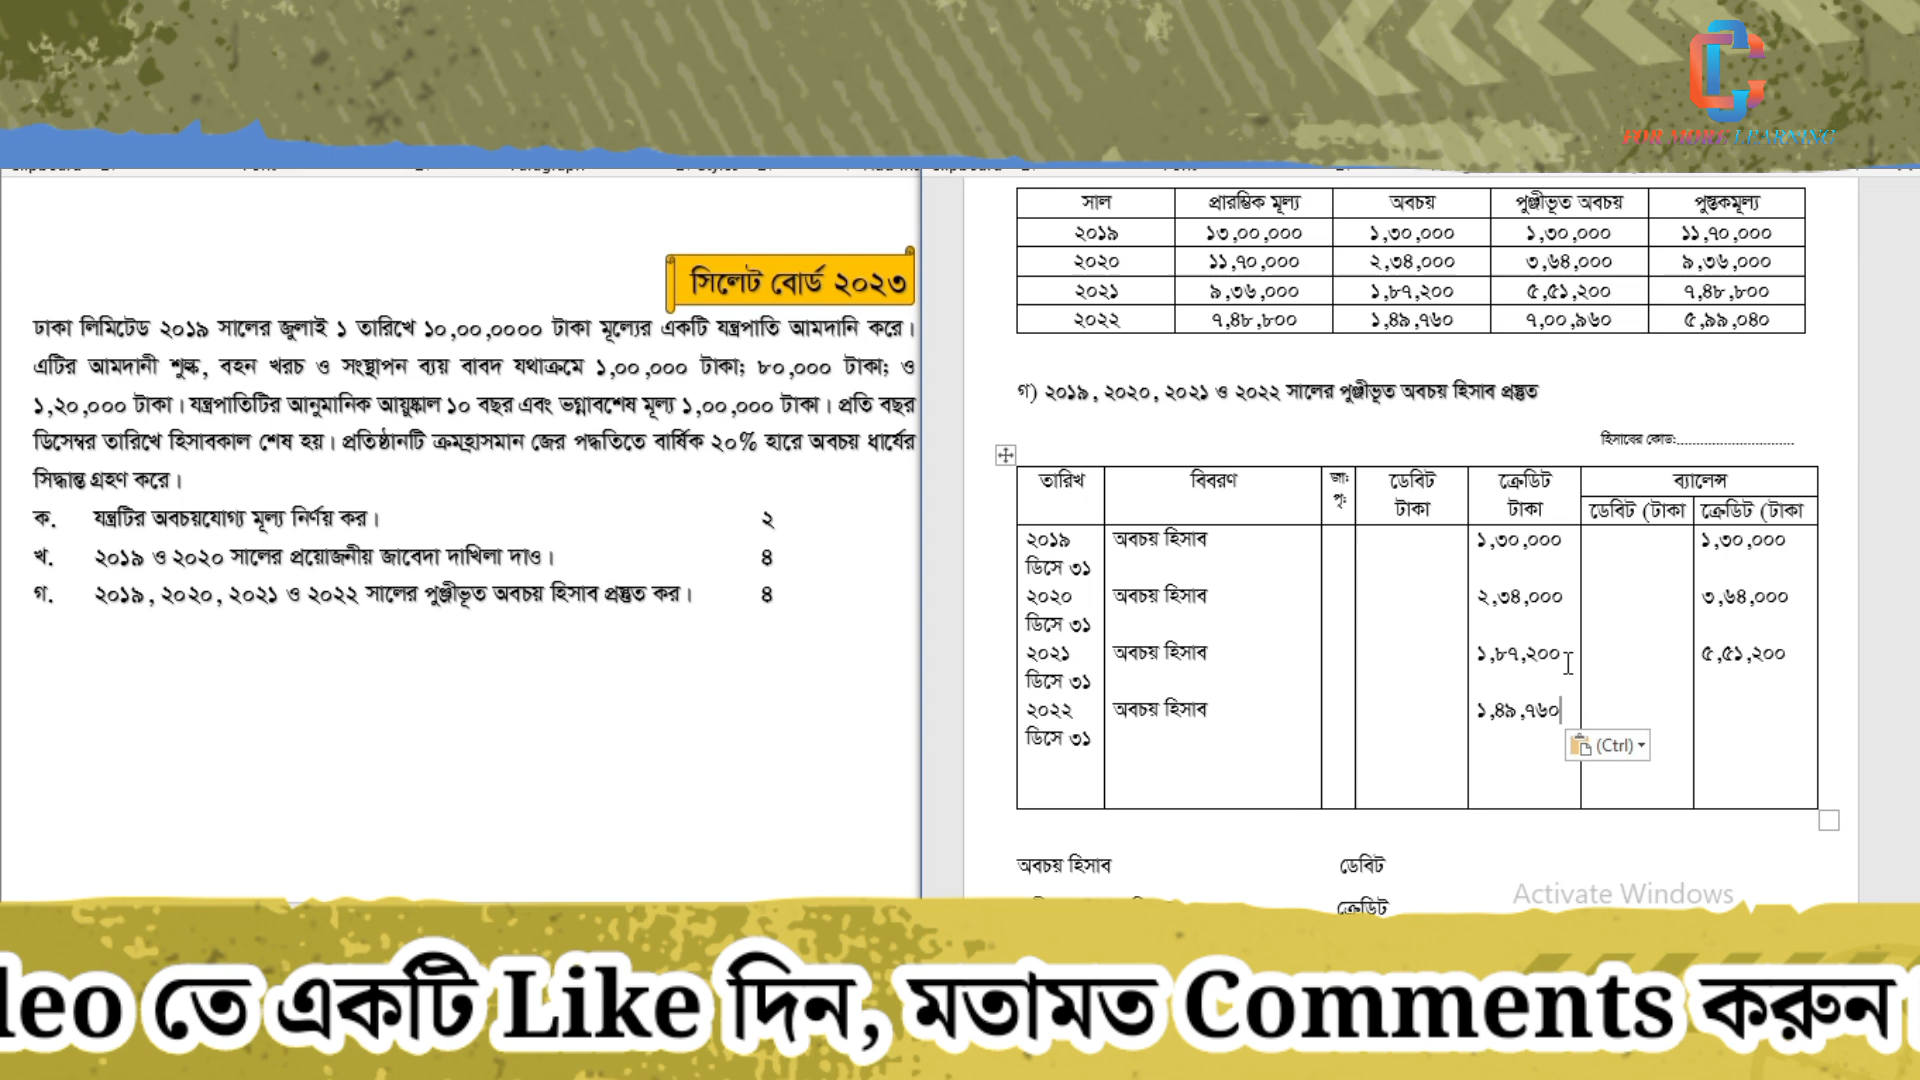 FOR MORE LEARNING
সিলেট বোর্ড ২০২৩
ঢাকা লিমিটেড ২০১৯ সালের জুলাই ১ তারিখে ১০,০০,০০০০ টাকা মূল্যের একটি যন্ত্রপাতি আমদানি করে।
এটির আমদানী শুল্ক, বহন খরচ ও সংস্থাপন ব্যয় বাবদ যথাক্রমে ১,০০,০০০ টাকা; ৮০,০০০ টাকা; ও
১,২০,০০০ টাকা। যন্ত্রপাতিটির আনুমানিক আয়ুষ্কাল ১০ বছর এবং ভগ্নাবশেষ মূল্য ১,০০,০০০ টাকা। প্রতি বছর
ডিসেম্বর তারিখে হিসাবকাল শেষ হয়। প্রতিষ্ঠানটি ক্রমহ্রাসমান জের পদ্ধতিতে বার্ষিক ২০% হারে অবচয় ধার্যের
সিদ্ধান্ত গ্রহণ করে।
ক. যন্ত্রটির অবচয়যোগ্য মূল্য নির্ণয় কর। ২
খ. ২০১৯ ও ২০২০ সালের প্রয়োজনীয় জাবেদা দাখিলা দাও। ৪
গ. ২০১৯, ২০২০, ২০২১ ও ২০২২ সালের পুঞ্জীভূত অবচয় হিসাব প্রস্তুত কর। ৪
সাল প্রারম্ভিক মূল্য অবচয় পুঞ্জীভূত অবচয় পুস্তকমূল্য
২০১৯ ১৩,০০,০০০ ১,৩০,০০০ ১,৩০,০০০ ১১,৭০,০০০
২০২০ ১১,৭০,০০০ ২,৩৪,০০০ ৩,৬৪,০০০ ৯,৩৬,০০০
২০২১ ৯,৩৬,০০০ ১,৮৭,২০০ ৫,৫১,২০০ ৭,৪৮,৮০০
২০২২ ৭,৪৮,৮০০ ১,৪৯,৭৬০ ৭,০০,৯৬০ ৫,৯৯,০৪০
গ) ২০১৯, ২০২০, ২০২১ ও ২০২২ সালের পুঞ্জীভূত অবচয় হিসাব প্রস্তুত
হিসাবের কোড:..............................
তারিখ বিবরণ জা: ডেবিট ক্রেডিট ব্যালেন্স
পৃ: টাকা টাকা ডেবিট (টাকা ক্রেডিট (টাকা
২০১৯ অবচয় হিসাব ১,৩০,০০০ ১,৩০,০০০
ডিসে ৩১
২০২০ অবচয় হিসাব ২,৩৪,০০০ ৩,৬৪,০০০
ডিসে ৩১
২০২১ অবচয় হিসাব ১,৮৭,২০০ ৫,৫১,২০০
ডিসে ৩১
২০২২ অবচয় হিসাব ১,৪৯,৭৬০
ডিসে ৩১
(Ctrl)
অবচয় হিসাব ডেবিট
ক্রেডিট
Activate Windows
deo তে একটি Like দিন, মতামত Comments করুন